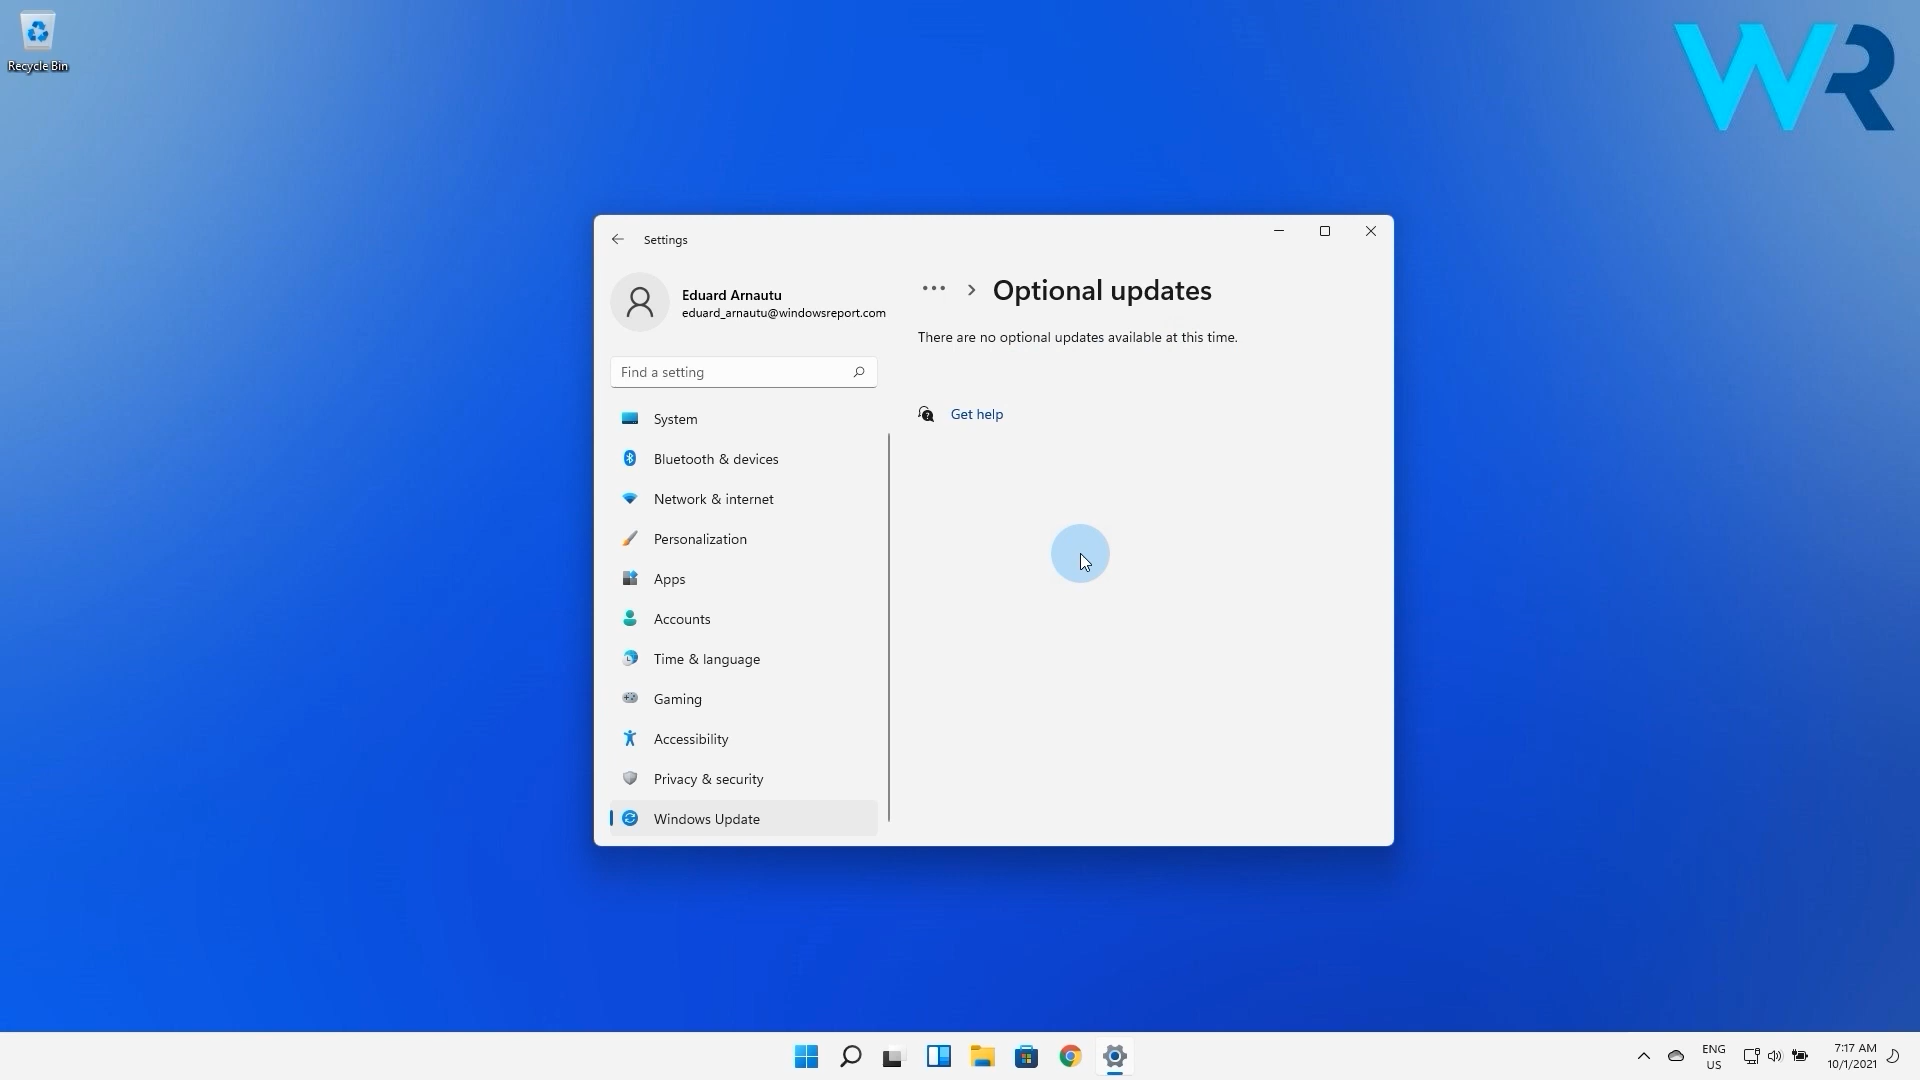 Recycle Bin
WR
Settings
Eduard Arnautu
eduard_arnautu@windowsreport.com
Find a setting
System
Bluetooth & devices
Network & internet
Personalization
Apps
Accounts
Time & language
Gaming
Accessibility
Privacy & security
Windows Update
Optional updates
There are no optional updates available at this time.
Get help
ENG
US
7:17 AM
10/1/2021